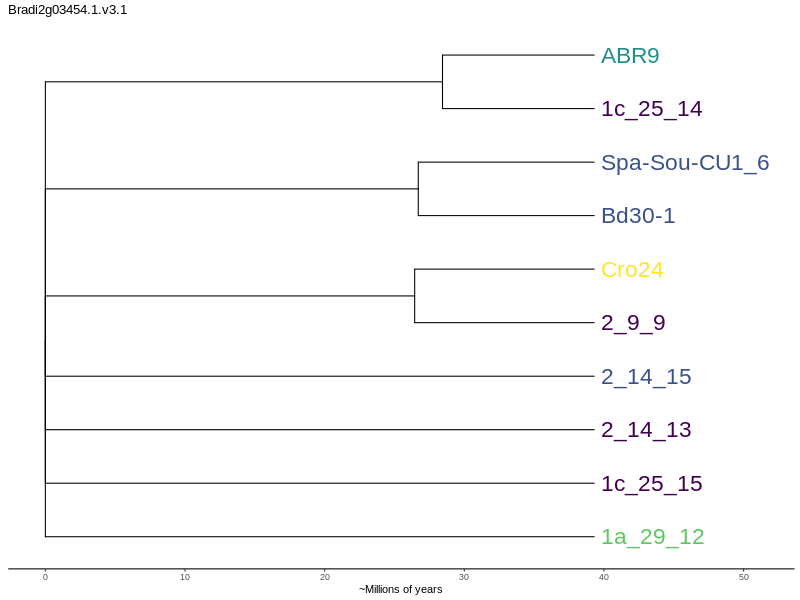 Bradi2g03454.1.v3.1
ABR9
1c_25_14
Spa-Sou-CU1_6
Bd30-1
Cro24
2_9_9
2_14_15
2_14_13
1c_25_15
1a_29_12
0 10 20 30 40 50
~Millions of years